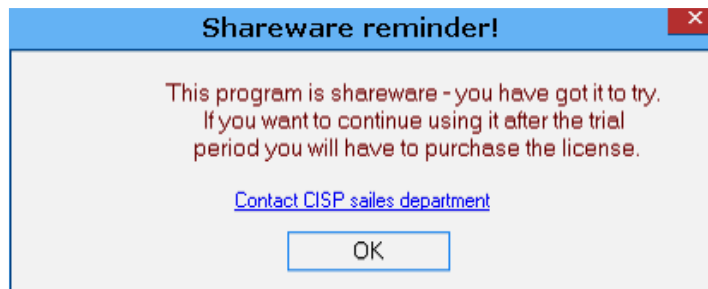 Shareware reminder!
This program is shareware - you have got it to try.
If you want to continue using it after the trial
period you will have to purchase the license.
Contact CISP sailes department
OK